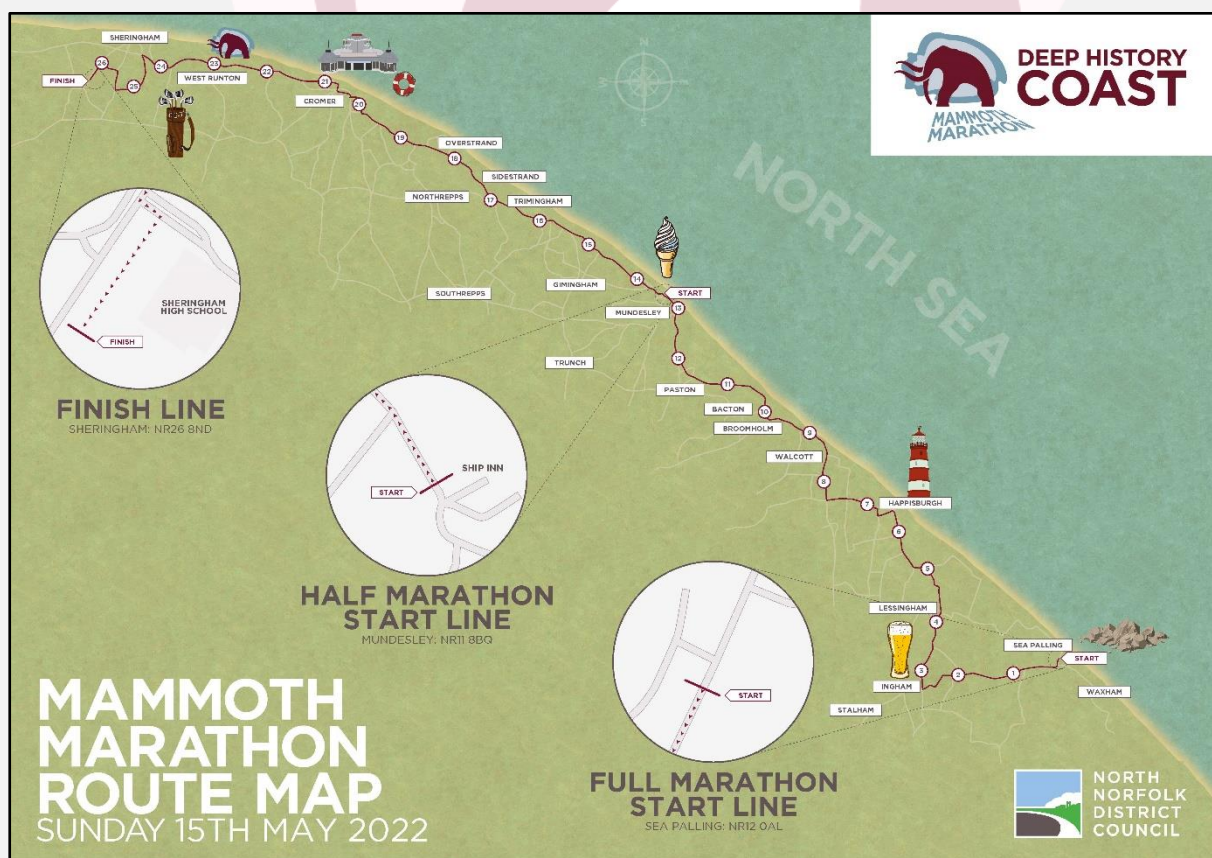 SHERINGHAM
26
24
23
FINISH
25
WEST RUNTON
22
21
CROMER
20
19
OVERSTRAND
18
SIDESTRAND
NORTHREPPS
17
TRIMINGHAM
16
15
GIMINGHAM
14
SOUTHREPPS
START
MUNDESLEY
13
12
TRUNCH
11
PASTON
BACTON
10
BROOMHOLM
9
WALCOTT
8
7
HAPPISBURGH
6
5
LESSINGHAM
4
SEA PALLING
START
3
2
1
INGHAM
WAXHAM
STALHAM
N
NORTH SEA
DEEP HISTORY
COAST
MAMMOTH
MARATHON
SHERINGHAM
HIGH SCHOOL
FINISH
FINISH LINE
SHERINGHAM: NR26 8ND
SHIP INN
START
HALF MARATHON
START LINE
MUNDESLEY: NR11 8BQ
START
FULL MARATHON
START LINE
SEA PALLING: NR12 0AL
MAMMOTH
MARATHON
ROUTE MAP
SUNDAY 15TH MAY 2022
NORTH
NORFOLK
DISTRICT
COUNCIL